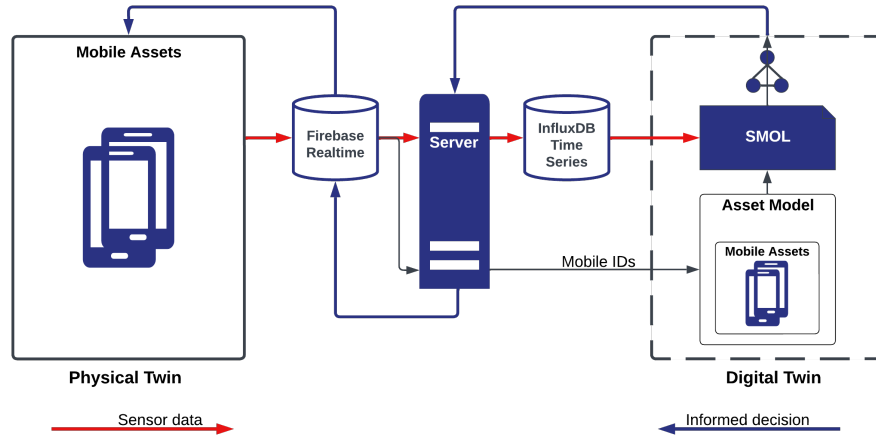 Mobile Assets
Firebase
Realtime
Server
InfluxDB
Time
Series
SMOL
Asset Model
Mobile Assets
Mobile IDs
Physical Twin
Digital Twin
Sensor data
Informed decision